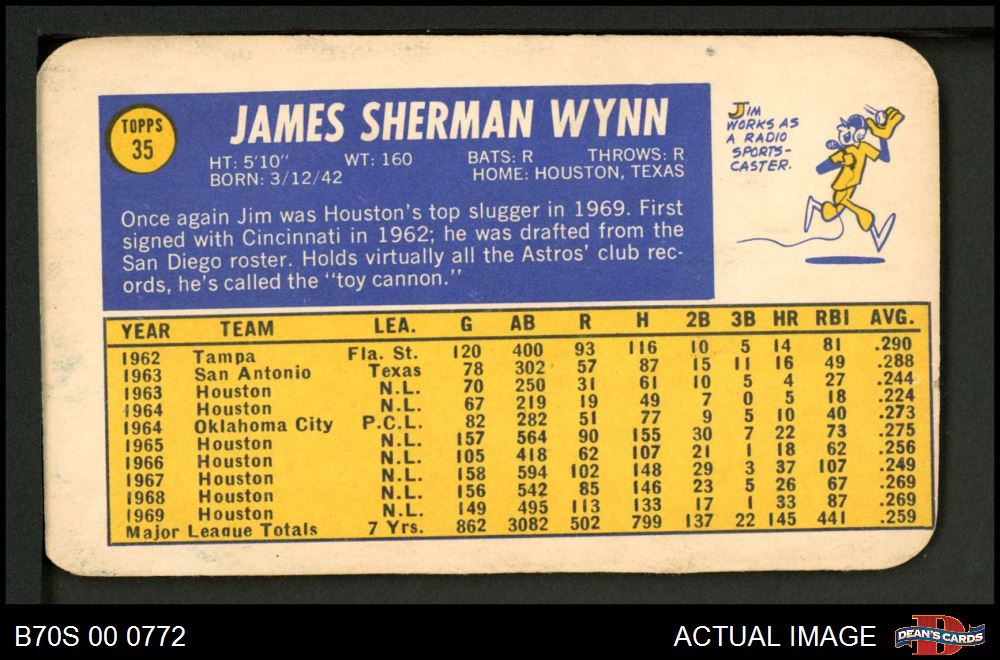 TOPPS
35
JAMES SHERMAN WYNN
HT: 5'10" WT: 160 BATS: R THROWS: R
BORN: 3/12/42 HOME: HOUSTON, TEXAS
Once again Jim was Houston's top slugger in 1969. First
signed with Cincinnati in 1962; he was drafted from the
San Diego roster. Holds virtually all the Astros' club rec-
ords, he's called the "toy cannon."
JIM
WORKS AS
A RADIO
SPORTS-
CASTER.
YEAR TEAM LEA. G AB R H 2B 3B HR RBI AVG.
1962 Tampa Fla. St. 120 400 93 116 10 5 14 81 .290
1963 San Antonio Texas 78 302 57 87 15 11 16 49 .288
1963 Houston N.L. 70 250 31 61 10 5 4 27 .244
1964 Houston N.L. 67 219 19 49 7 0 5 18 .224
1964 Oklahoma City P.C.L. 82 282 51 77 9 5 10 40 .273
1965 Houston N.L. 157 564 90 155 30 7 22 73 .275
1966 Houston N.L. 105 418 62 107 21 1 18 62 .256
1967 Houston N.L. 158 594 102 148 29 3 37 107 .249
1968 Houston N.L. 156 542 85 146 23 5 26 67 .269
1969 Houston N.L. 149 495 113 133 17 1 33 87 .269
Major League Totals 7 Yrs. 862 3082 502 799 137 22 145 441 .259
B70S 00 0772
ACTUAL IMAGE
D
DEAN'S CARDS